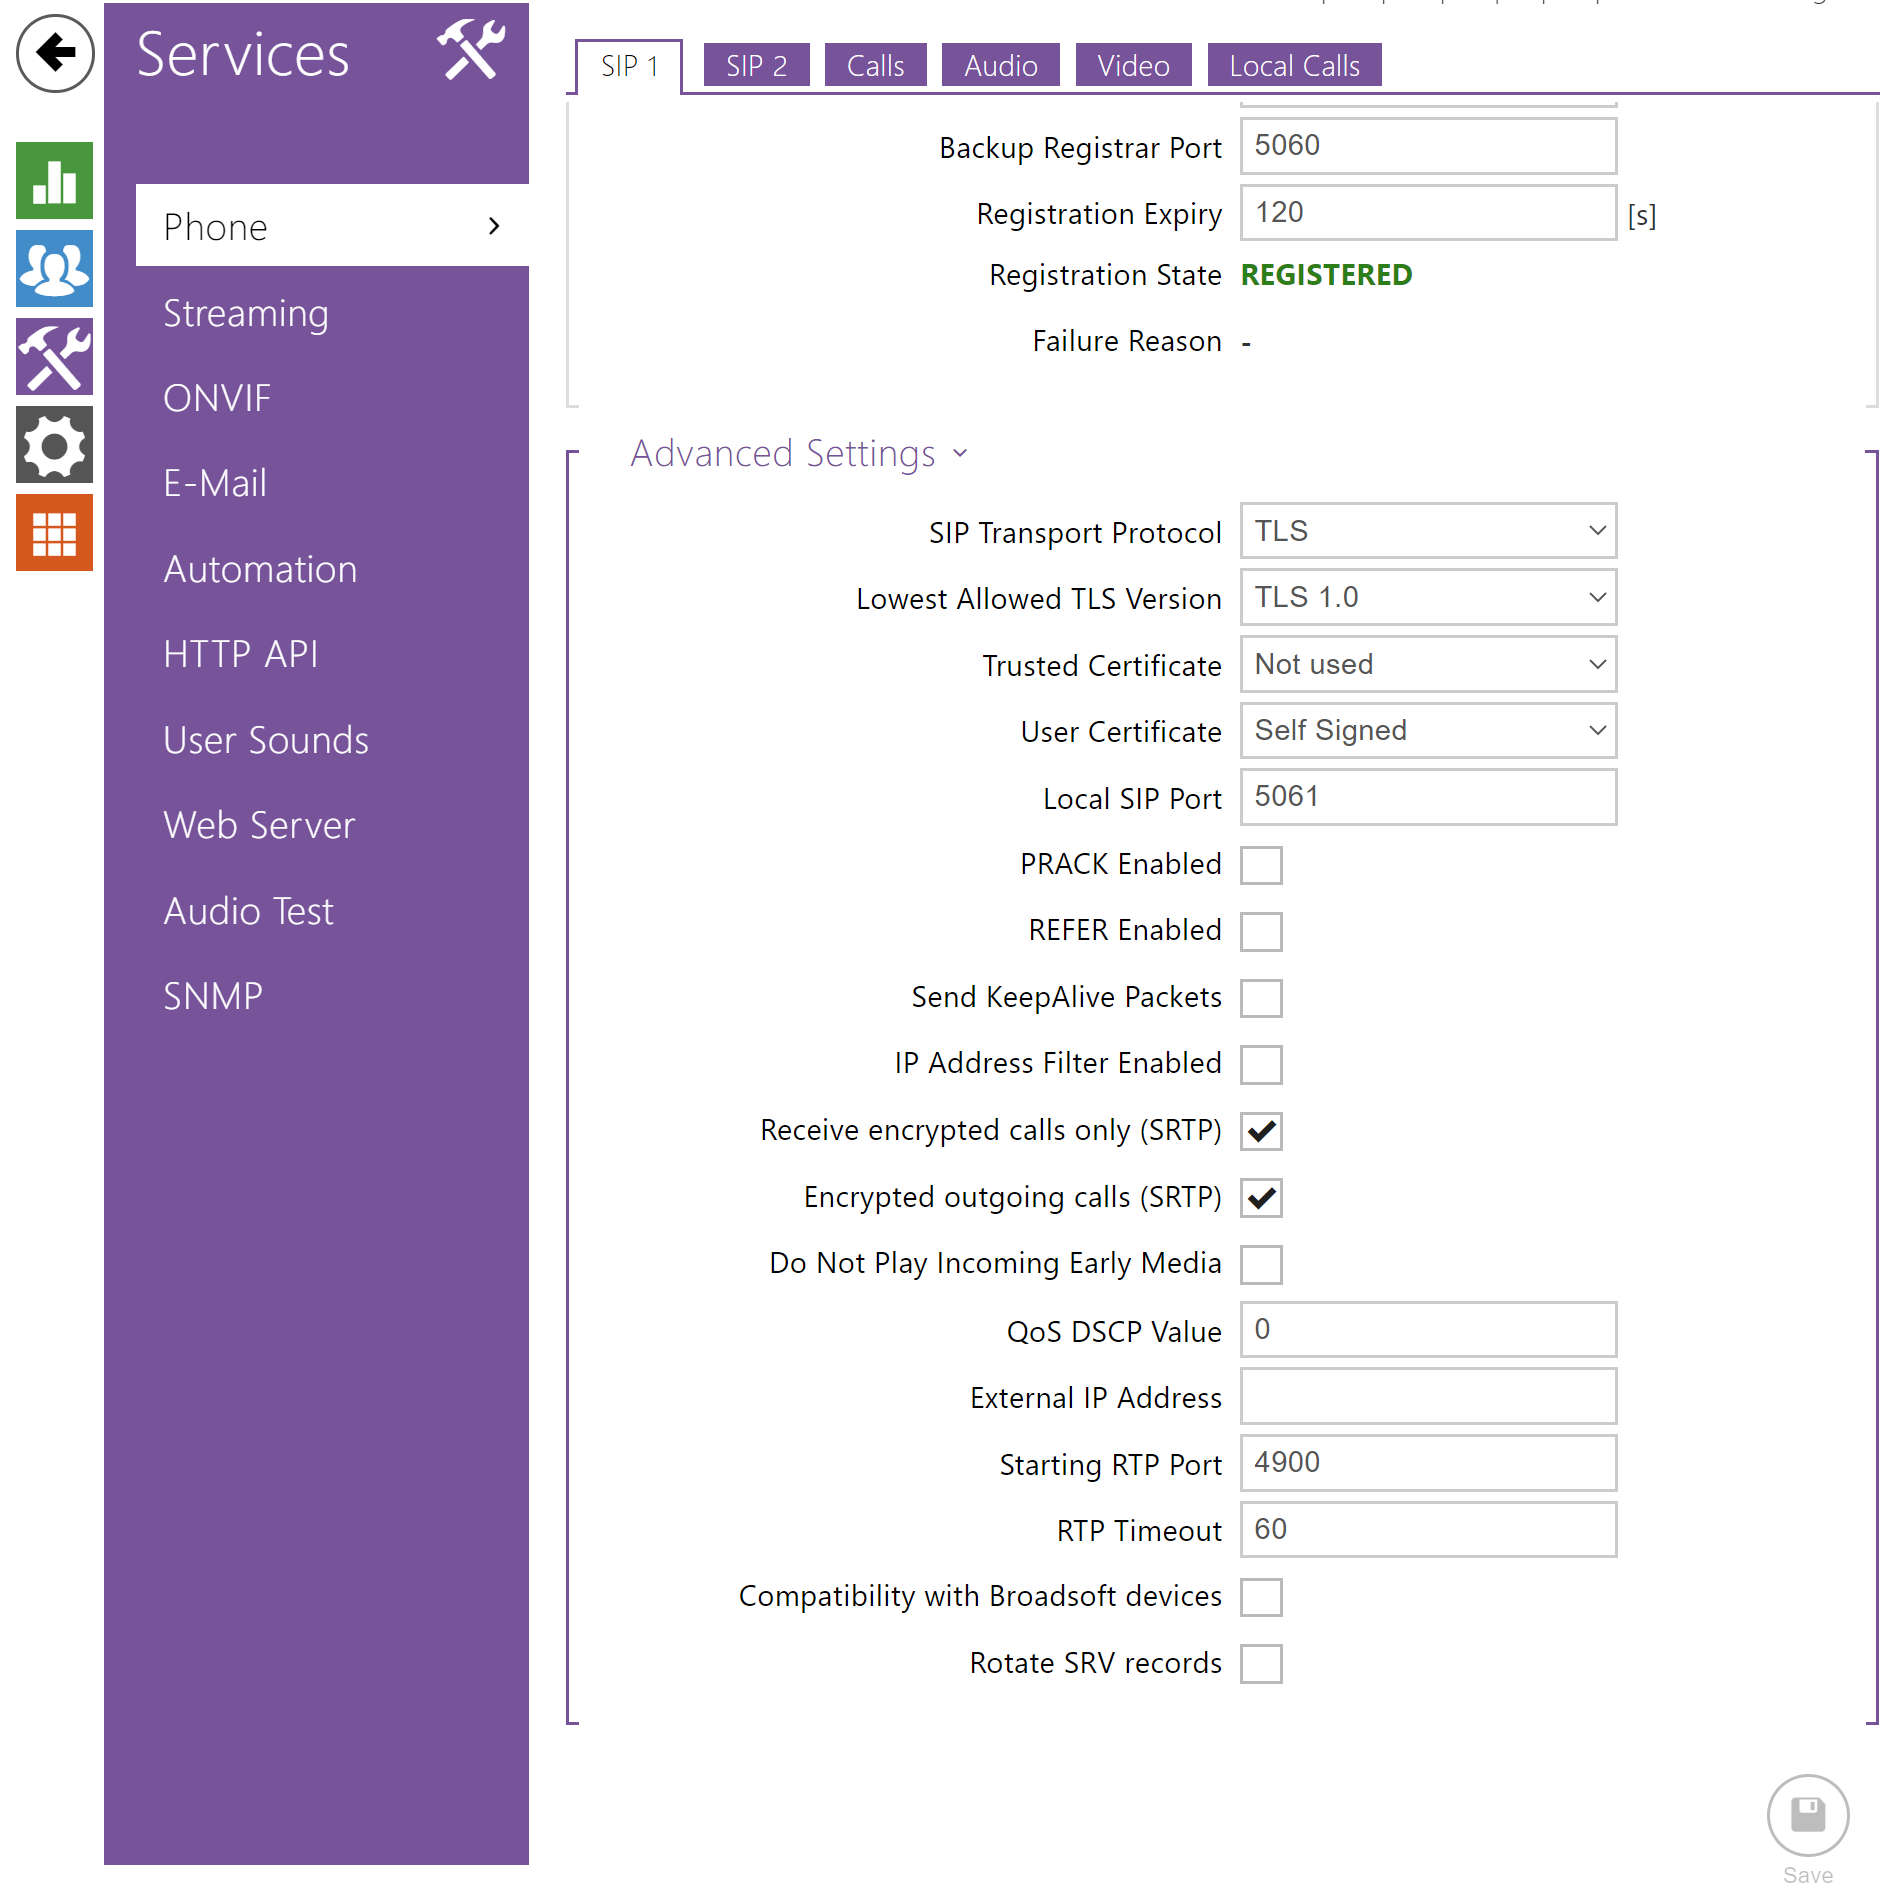 Services
Phone
Streaming
ONVIF
E-Mail
Automation
HTTP API
User Sounds
Web Server
Audio Test
SNMP
SIP 1 SIP 2 Calls Audio Video Local Calls
Backup Registrar Port 5060
Registration Expiry 120 [s]
Registration State REGISTERED
Failure Reason -
Advanced Settings
SIP Transport Protocol TLS
Lowest Allowed TLS Version TLS 1.0
Trusted Certificate Not used
User Certificate Self Signed
Local SIP Port 5061
PRACK Enabled
REFER Enabled
Send KeepAlive Packets
IP Address Filter Enabled
Receive encrypted calls only (SRTP)
Encrypted outgoing calls (SRTP)
Do Not Play Incoming Early Media
QoS DSCP Value 0
External IP Address
Starting RTP Port 4900
RTP Timeout 60
Compatibility with Broadsoft devices
Rotate SRV records
Save